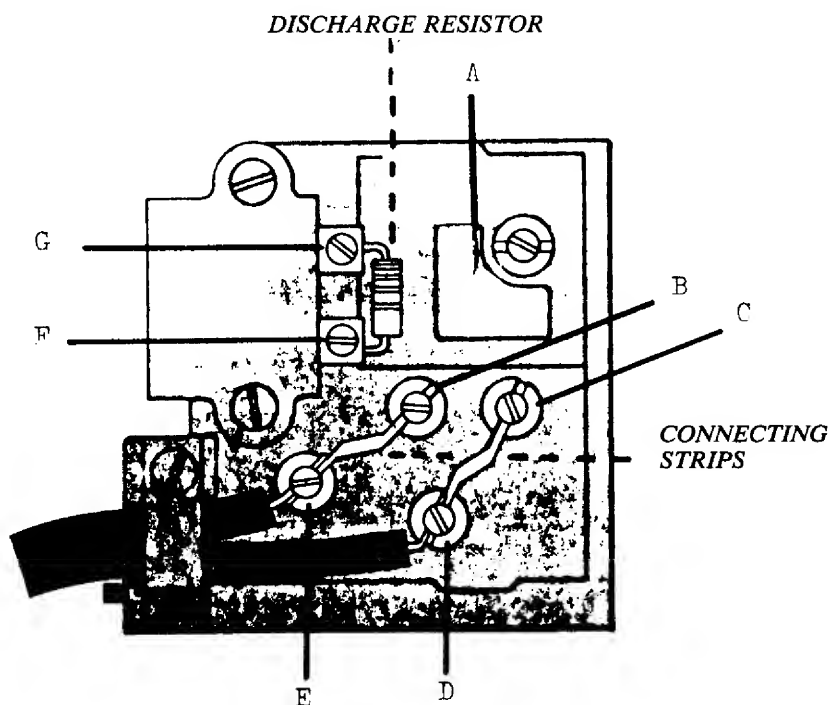 DISCHARGE RESISTOR
A
G
B
C
F
CONNECTING
STRIPS
E
D